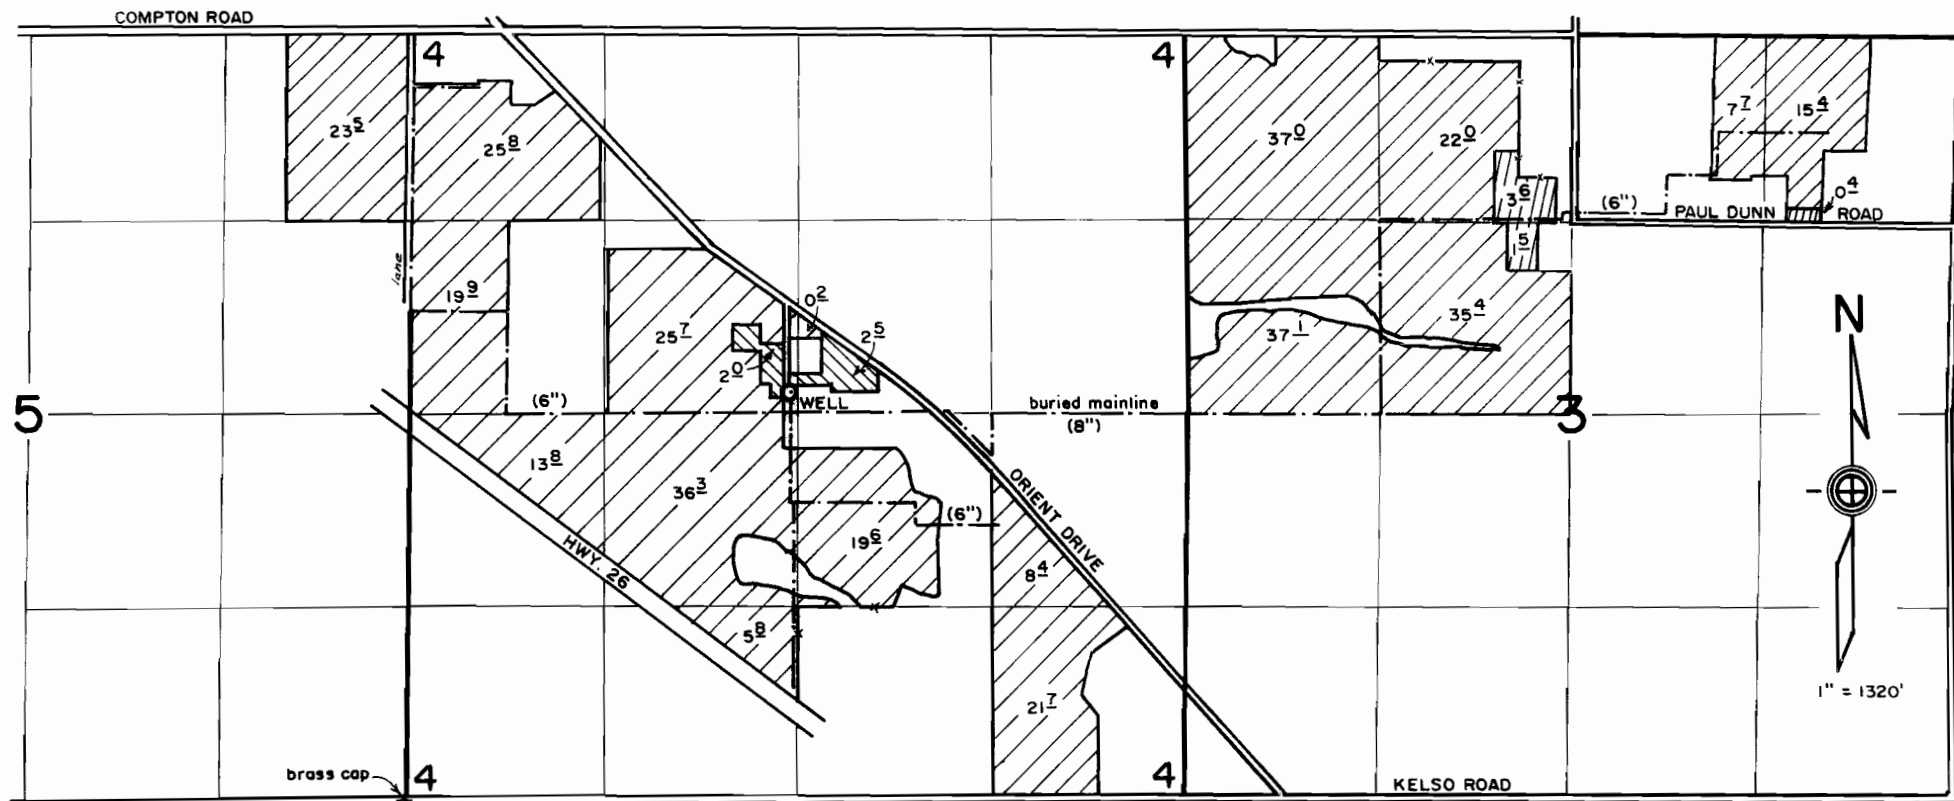 COMPTON ROAD
4
4
23 5
25 8
37 0
22 0
7 7
15 4
3 6
0 4
(6")
PAUL DUNN ROAD
1 5
lane
19 9
25 7
0 2
2 5
2 0
37 1
35 4
N
5
(6")
WELL
buried mainline
(8")
3
13 8
36 3
ORIENT DRIVE
(6")
HWY. 26
19 6
8 4
5 8
21 7
1" = 1320'
brass cap
4
4
KELSO ROAD